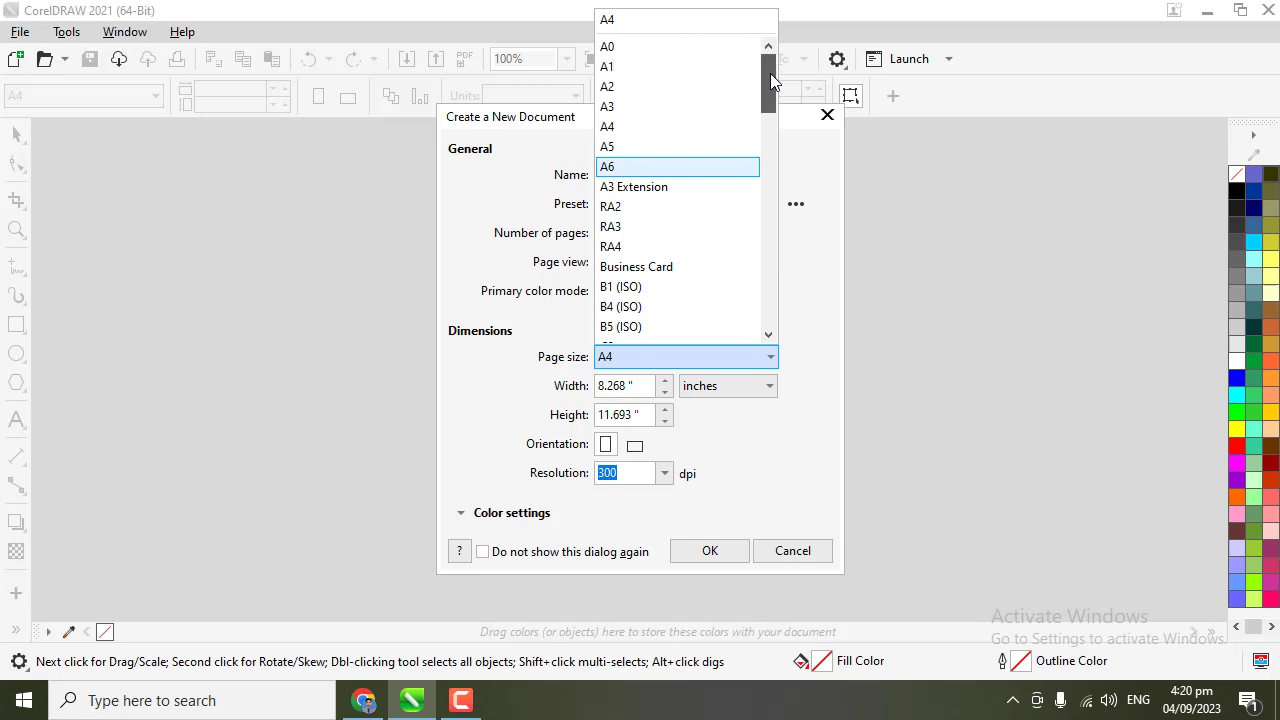 CorelDRAW 2021 (64-Bit)
File Tools Window Help
100%
PDF
Launch
A4
Units:
A4
A0
A1
A2
A3
A4
A5
A6
A3 Extension
RA2
RA3
RA4
Business Card
B1 (ISO)
B4 (ISO)
B5 (ISO)
Create a New Document
General
Name:
Preset:
Number of pages:
Page view:
Primary color mode:
Dimensions
Page size: A4
Width: 8.268 " inches
Height: 11.693 "
Orientation:
Resolution: 300 dpi
Color settings
? Do not show this dialog again OK Cancel
Activate Windows
Go to Settings to activate Windows.
Drag colors (or objects) here to store these colors with your document
Next click for Drag/Scale; Second click for Rotate/Skew; Dbl-clicking tool selects all objects; Shift+click multi-selects; Alt+click digs
Fill Color
Outline Color
Type here to search
ENG
4:20 pm
04/09/2023
1